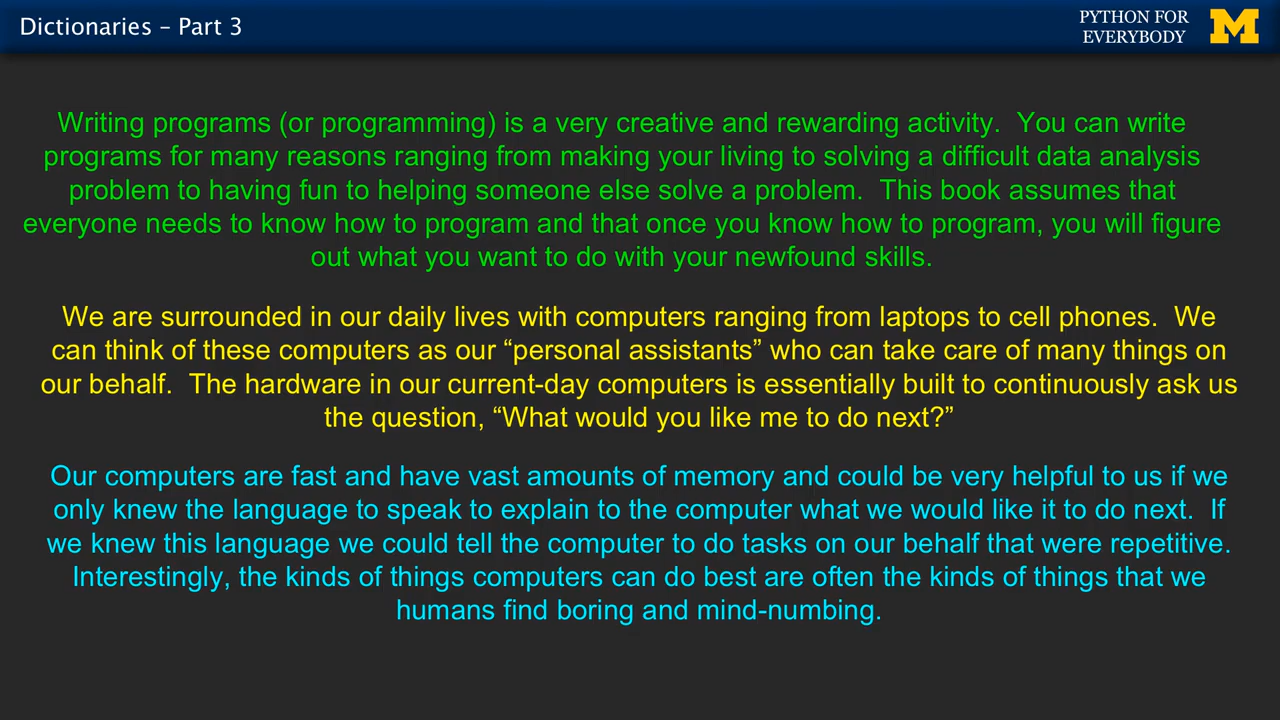 Dictionaries – Part 3
PYTHON FOR
EVERYBODY
M
Writing programs (or programming) is a very creative and rewarding activity.  You can write
programs for many reasons ranging from making your living to solving a difficult data analysis
problem to having fun to helping someone else solve a problem.  This book assumes that
everyone needs to know how to program and that once you know how to program, you will figure
out what you want to do with your newfound skills.
We are surrounded in our daily lives with computers ranging from laptops to cell phones.  We
can think of these computers as our “personal assistants” who can take care of many things on
our behalf.  The hardware in our current-day computers is essentially built to continuously ask us
the question, “What would you like me to do next?”
Our computers are fast and have vast amounts of memory and could be very helpful to us if we
only knew the language to speak to explain to the computer what we would like it to do next.  If
we knew this language we could tell the computer to do tasks on our behalf that were repetitive.
Interestingly, the kinds of things computers can do best are often the kinds of things that we
humans find boring and mind-numbing.